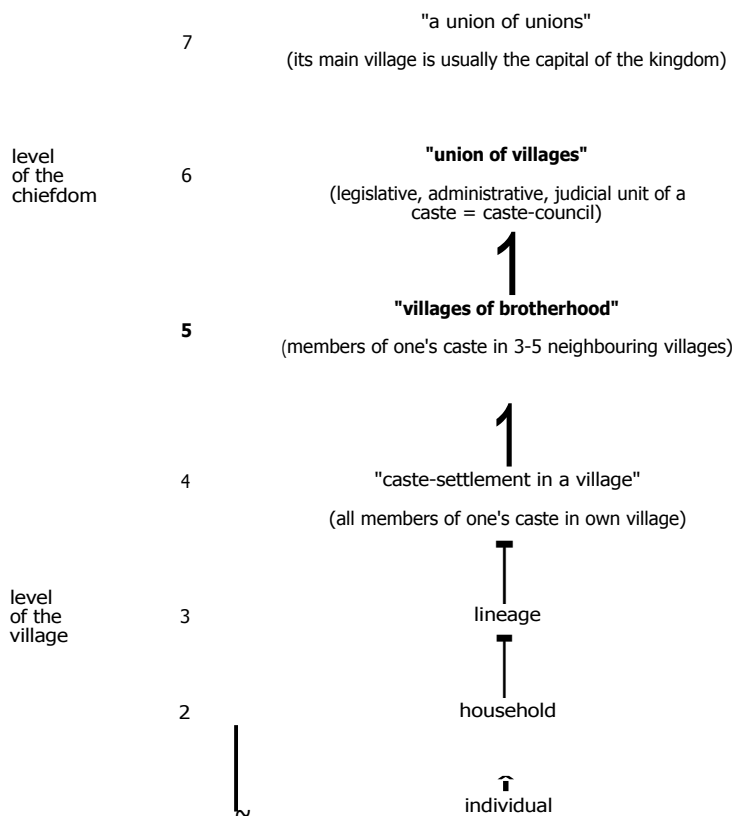 7
"a union of unions"
(its main village is usually the capital of the kingdom)
level
of the
chiefdom
6
"union of villages"
(legislative, administrative, judicial unit of a
caste = caste-council)
5
"villages of brotherhood"
(members of one's caste in 3-5 neighbouring villages)
4
"caste-settlement in a village"
(all members of one's caste in own village)
level
of the
village
3
lineage
2
household
individual